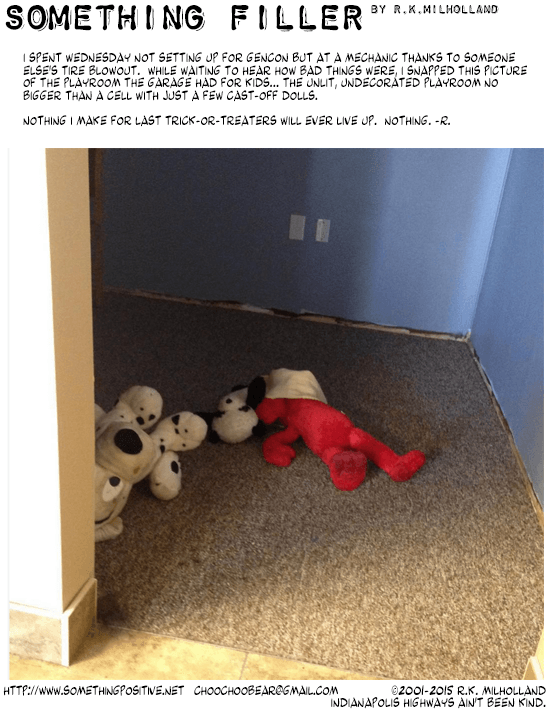 SOMETHING FILLER BY R.K.MILHOLLAND
I SPENT WEDNESDAY NOT SETTING UP FOR GENCON BUT AT A MECHANIC THANKS TO SOMEONE
ELSE'S TIRE BLOWOUT. WHILE WAITING TO HEAR HOW BAD THINGS WERE, I SNAPPED THIS PICTURE
OF THE PLAYROOM THE GARAGE HAD FOR KIDS... THE UNLIT, UNDECORATED PLAYROOM NO
BIGGER THAN A CELL WITH JUST A FEW CAST-OFF DOLLS.
NOTHING I MAKE FOR LAST TRICK-OR-TREATERS WILL EVER LIVE UP. NOTHING. -R.
HTTP://WWW.SOMETHINGPOSITIVE.NET CHOOCHOOBEAR@GMAIL.COM ©2001-2015 R.K. MILHOLLAND
INDIANAPOLIS HIGHWAYS AIN'T BEEN KIND.